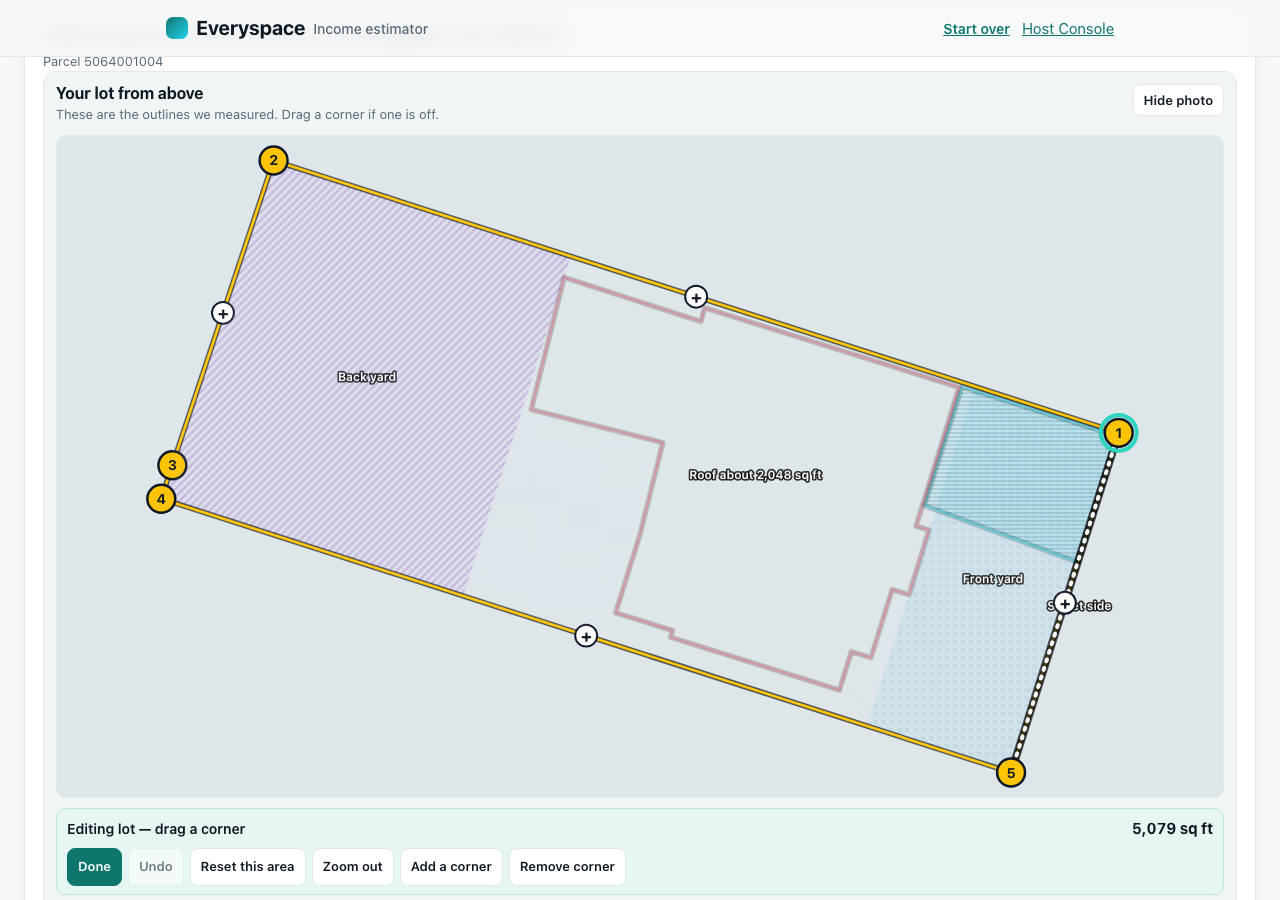 Everyspace Income estimator
Start over Host Console
Parcel 5064001004
Your lot from above
These are the outlines we measured. Drag a corner if one is off.
Hide photo
2
+
+
Back yard
1
3
Roof about 2,048 sq ft
4
Front yard
+
side
+
5
Editing lot — drag a corner
5,079 sq ft
Done
Undo
Reset this area
Zoom out
Add a corner
Remove corner